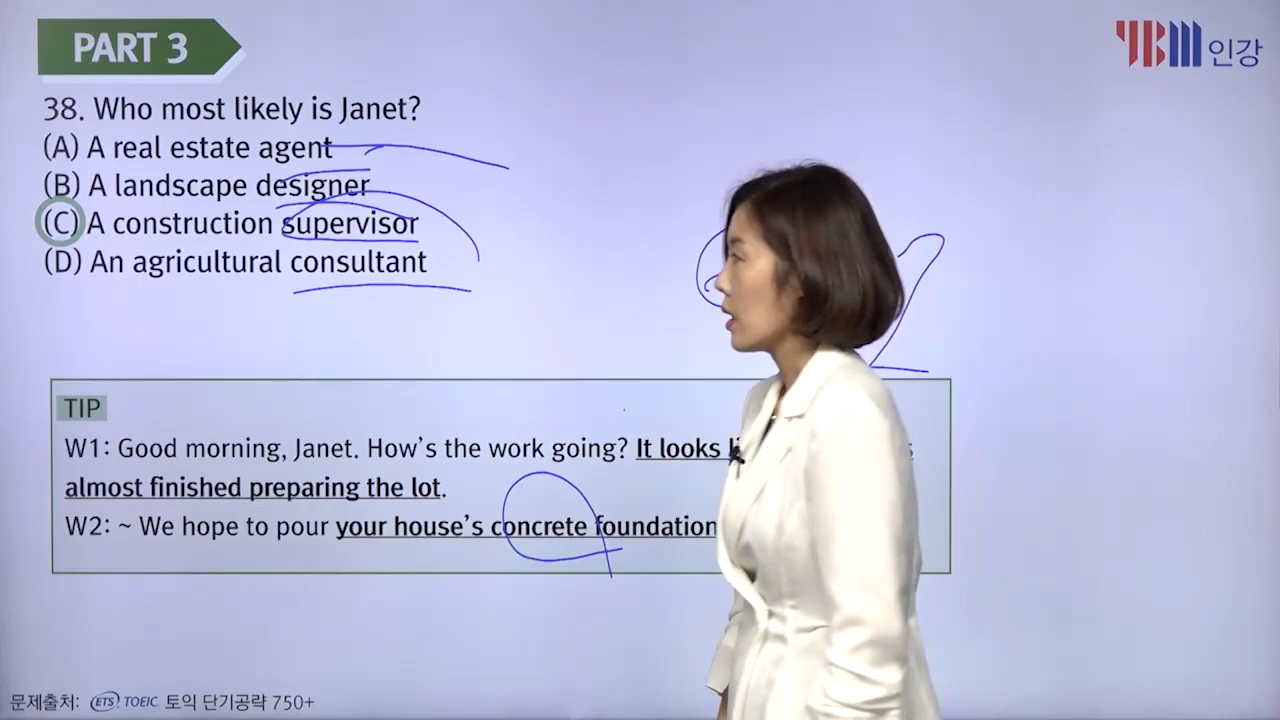 PART 3
YBM 인강
38. Who most likely is Janet?
(A) A real estate agent
(B) A landscape designer
(C) A construction supervisor
(D) An agricultural consultant
TIP
W1: Good morning, Janet. How's the work going? It looks
almost finished preparing the lot.
W2: ~ We hope to pour your house's concrete foundation
문제출처: ETS TOEIC 토익 단기공략 750+